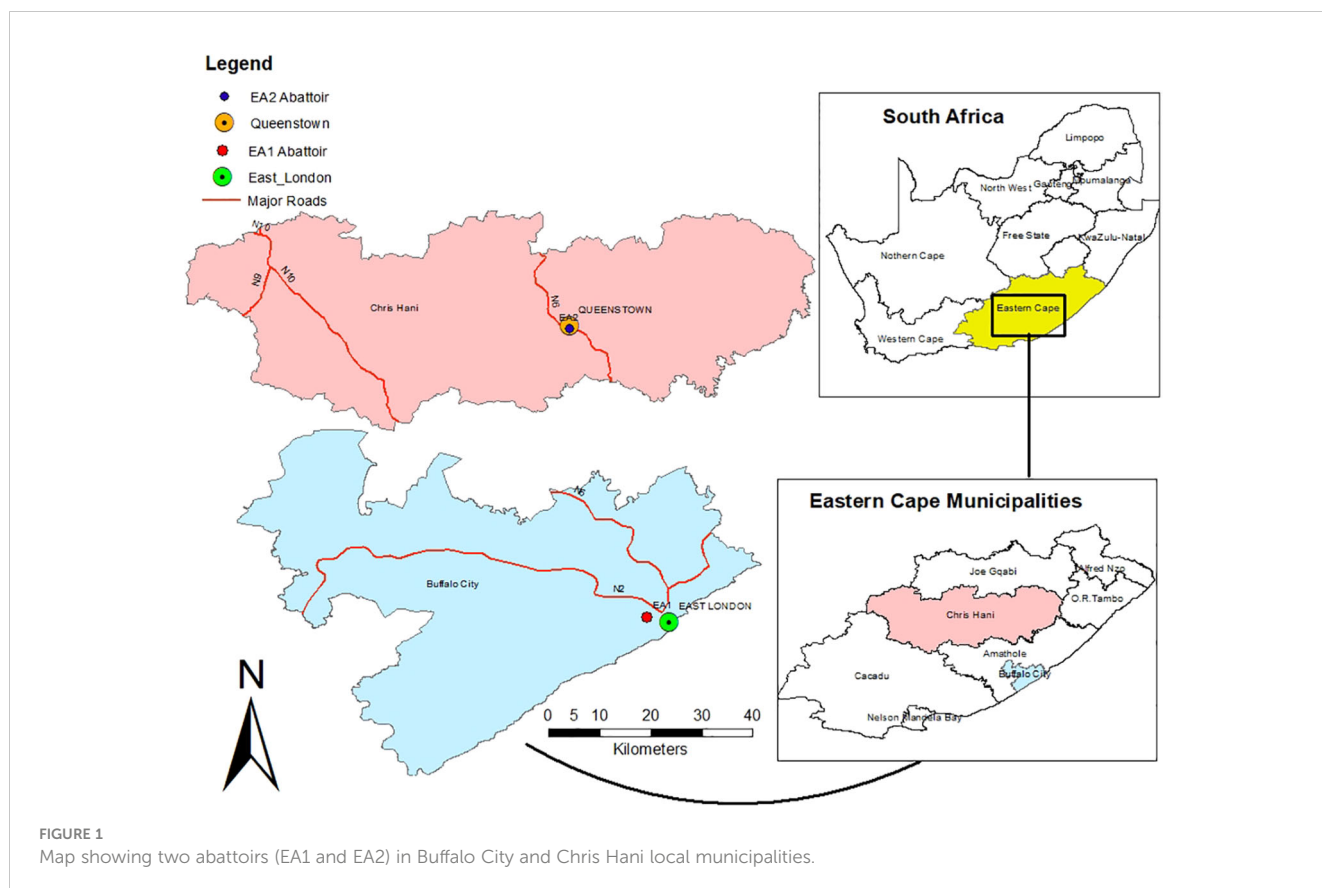 Legend
EA2 Abattoir
Queenstown
EA1 Abattoir
East_London
Major Roads
N10
N9
N10
Chris Hani
N6
QUEENSTOWN
EA2
N6
Buffalo City
N2
EA1
EAST LONDON
N
0 5 10 20 30 40
Kilometers
South Africa
Limpopo
North West
Gauteng
Mpumalanga
Free State
KwaZulu-Natal
Nothern Cape
Eastern Cape
Western Cape
Eastern Cape Municipalities
Joe Gqabi
Alfred Nzo
O.R.Tambo
Chris Hani
Amathole
Buffalo City
Cacadu
Nelson Mandela Bay
FIGURE 1
Map showing two abattoirs (EA1 and EA2) in Buffalo City and Chris Hani local municipalities.